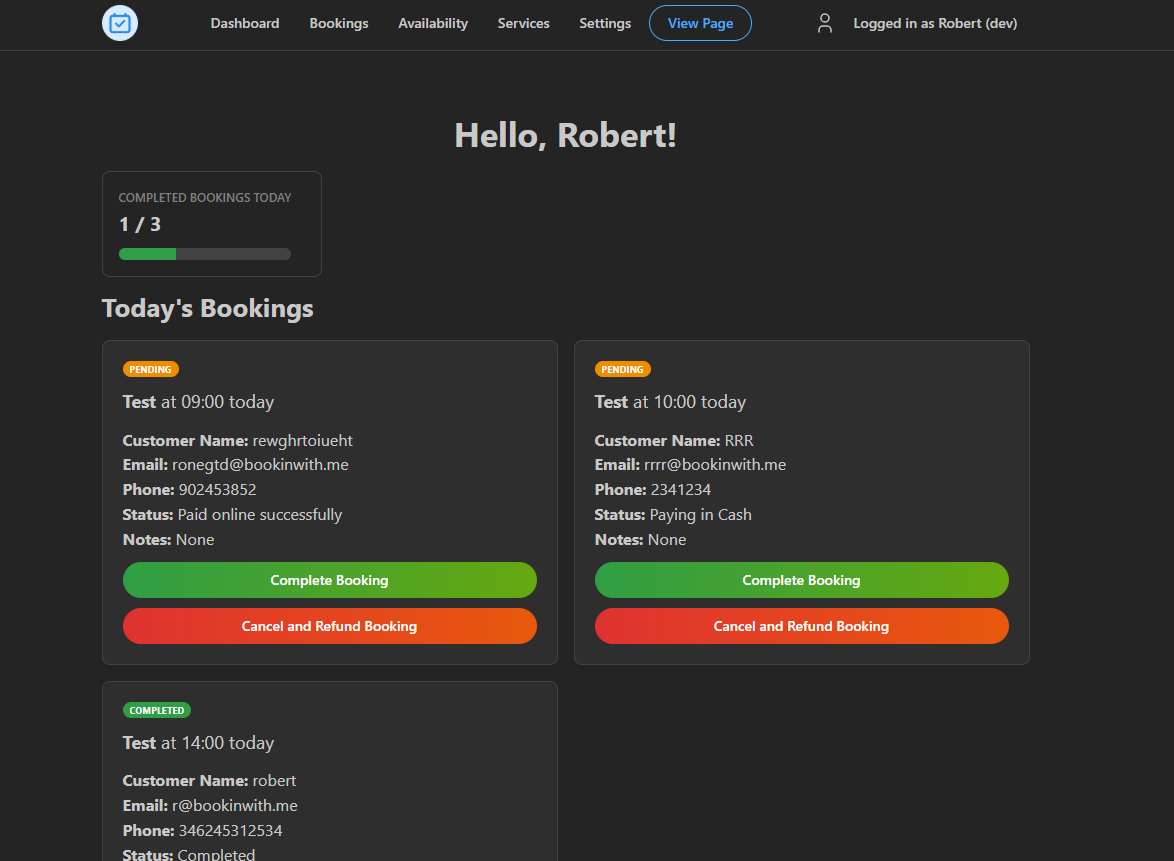 Dashboard Bookings Availability Services Settings View Page Logged in as Robert (dev)
Hello, Robert!
COMPLETED BOOKINGS TODAY
1 / 3
Today's Bookings
PENDING
Test at 09:00 today
Customer Name: rewghrtoiueht
Email: ronegtd@bookinwith.me
Phone: 902453852
Status: Paid online successfully
Notes: None
Complete Booking
Cancel and Refund Booking
PENDING
Test at 10:00 today
Customer Name: RRR
Email: rrrr@bookinwith.me
Phone: 2341234
Status: Paying in Cash
Notes: None
Complete Booking
Cancel and Refund Booking
COMPLETED
Test at 14:00 today
Customer Name: robert
Email: r@bookinwith.me
Phone: 346245312534
Status: Completed